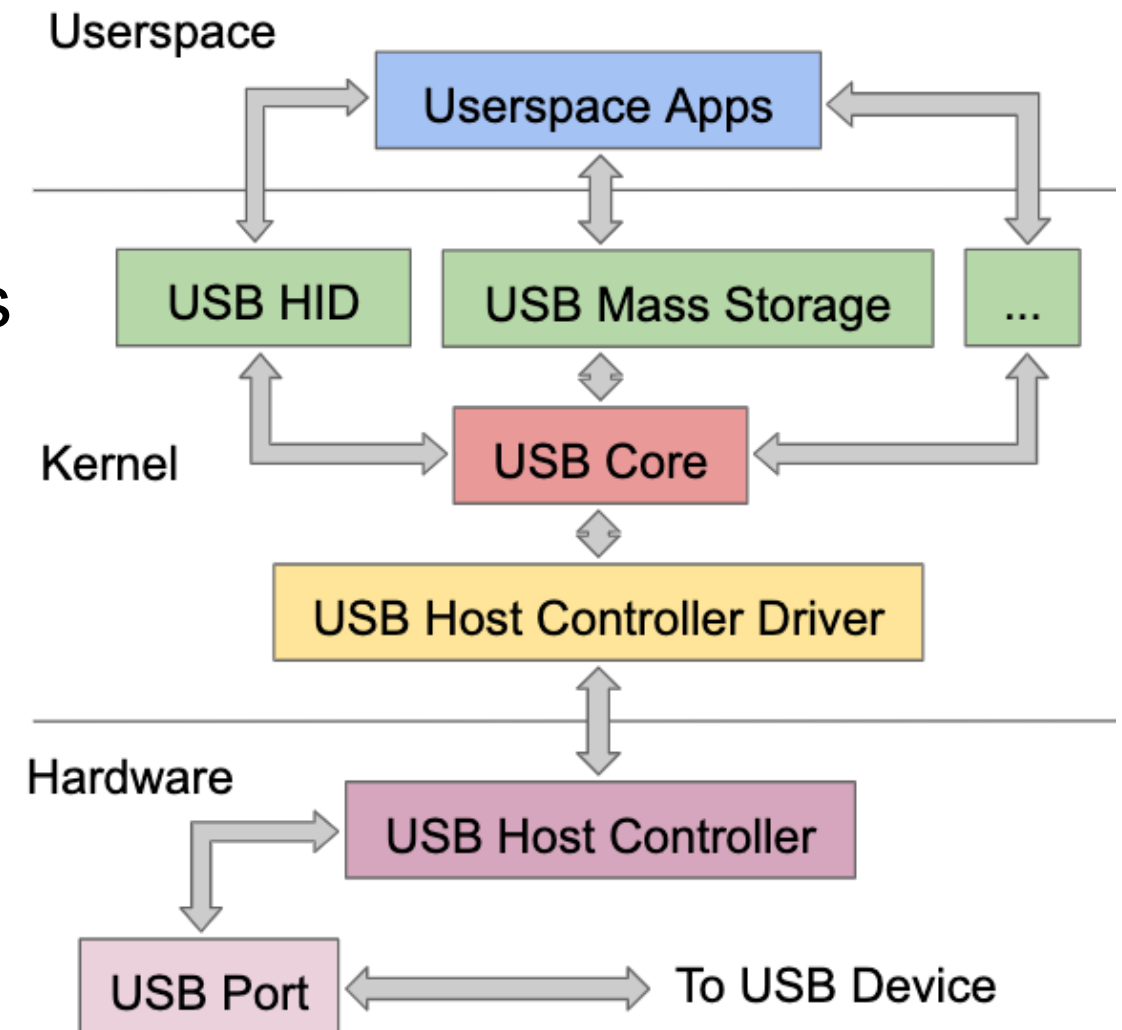 Userspace
Userspace Apps
s
USB HID
USB Mass Storage
...
USB Core
Kernel
USB Host Controller Driver
Hardware
USB Host Controller
USB Port
To USB Device